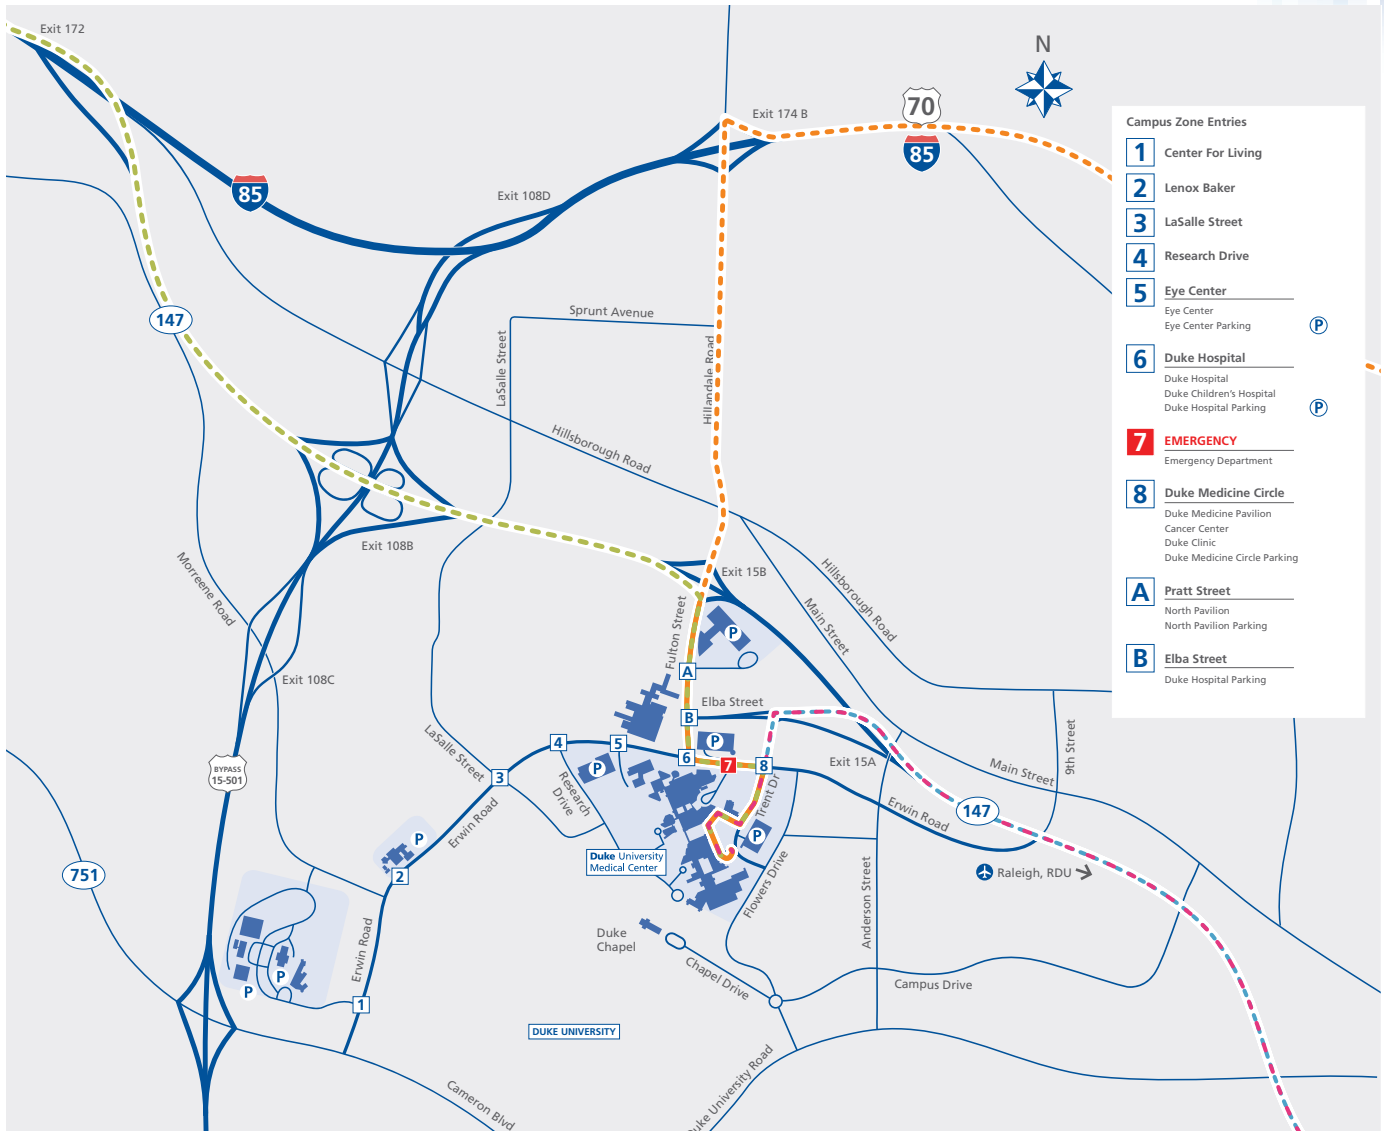 Exit 172
N
Exit 174 B
70
85
85
Exit 108D
147
Sprunt Avenue
LaSalle Street
Hillandale Road
Hillsborough Road
Exit 108B
Morreene Road
Exit 15B
Hillsborough Road
Main Street
Fulton Street
P
A
Exit 108C
Elba Street
B
P
LaSalle Street
4
5
6
7
8
Exit 15A
9th Street
Main Street
BYPASS
15-501
3
P
Research
Drive
Trent Dr
Erwin Road
147
Erwin Road
P
P
Duke University
Medical Center
2
751
Raleigh, RDU
Flowers Drive
Anderson Street
Duke
Chapel
Erwin Road
Chapel Drive
Campus Drive
P
P
1
DUKE UNIVERSITY
Cameron Blvd
Duke University Road
Campus Zone Entries
1 Center For Living
2 Lenox Baker
3 LaSalle Street
4 Research Drive
5 Eye Center
Eye Center
Eye Center Parking P
6 Duke Hospital
Duke Hospital
Duke Children's Hospital
Duke Hospital Parking P
7 EMERGENCY
Emergency Department
8 Duke Medicine Circle
Duke Medicine Pavilion
Cancer Center
Duke Clinic
Duke Medicine Circle Parking
A Pratt Street
North Pavilion
North Pavilion Parking
B Elba Street
Duke Hospital Parking